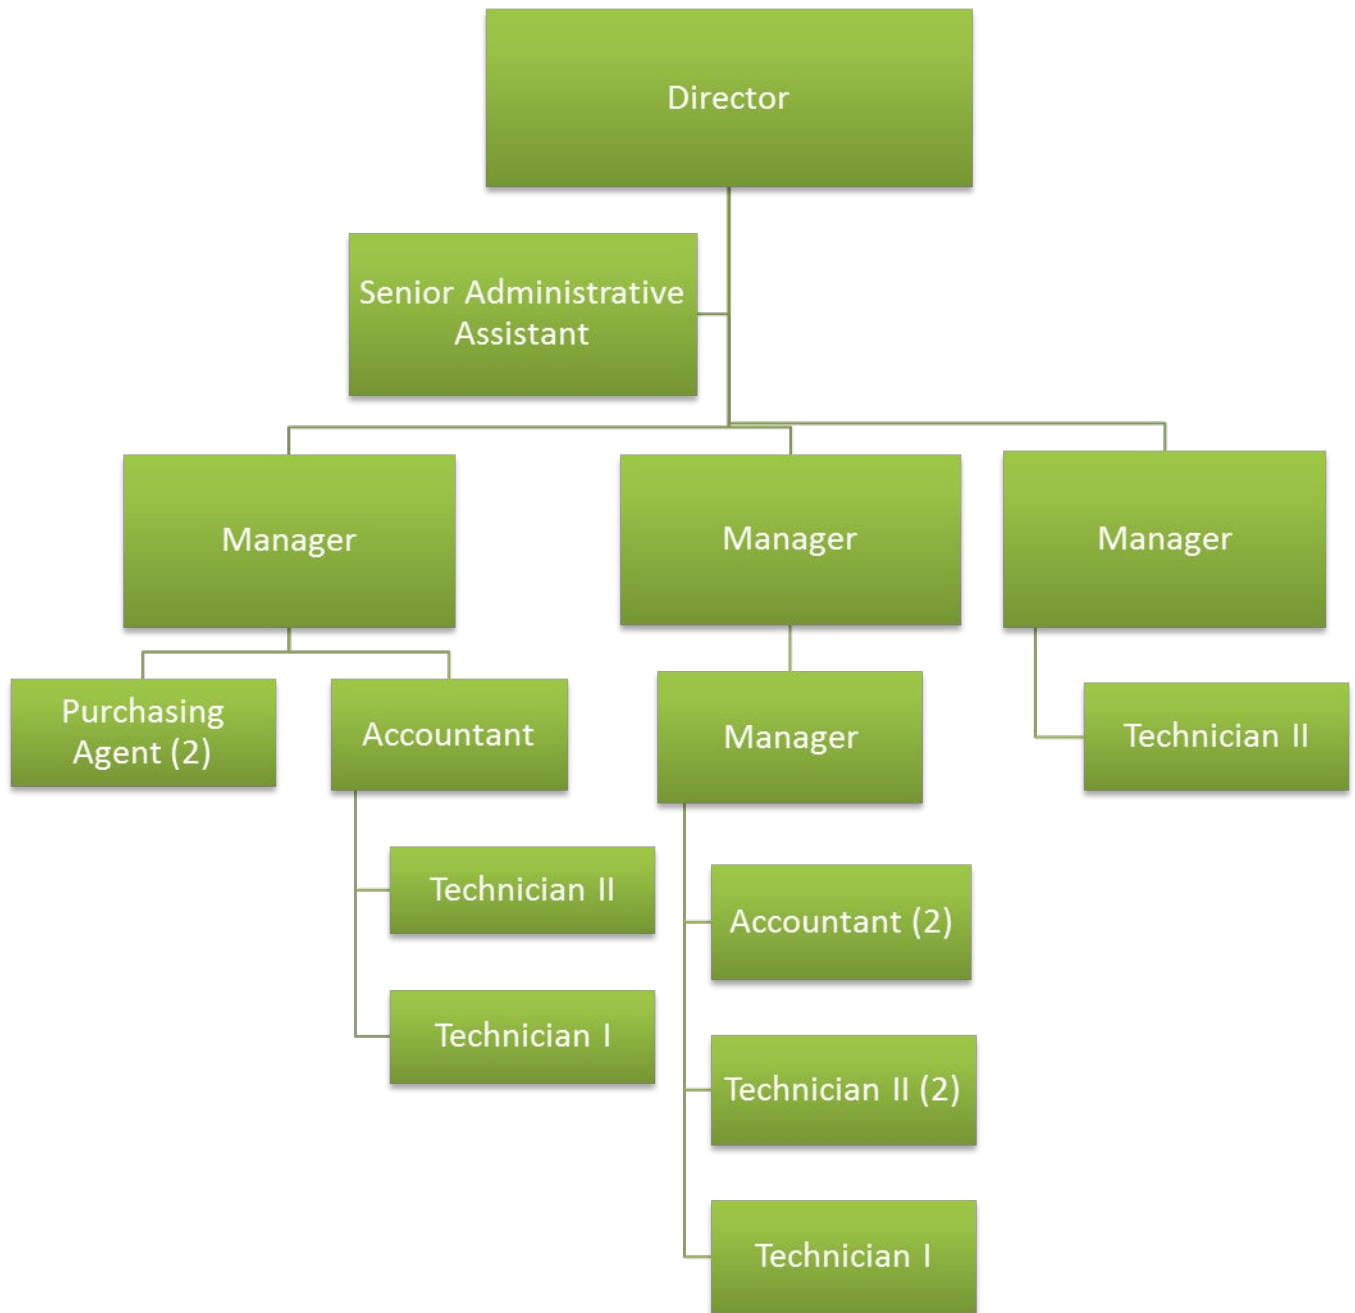 Director
Senior Administrative
Assistant
Manager
Manager
Manager
Purchasing
Agent (2)
Accountant
Manager
Technician II
Technician II
Accountant (2)
Technician I
Technician II (2)
Technician I